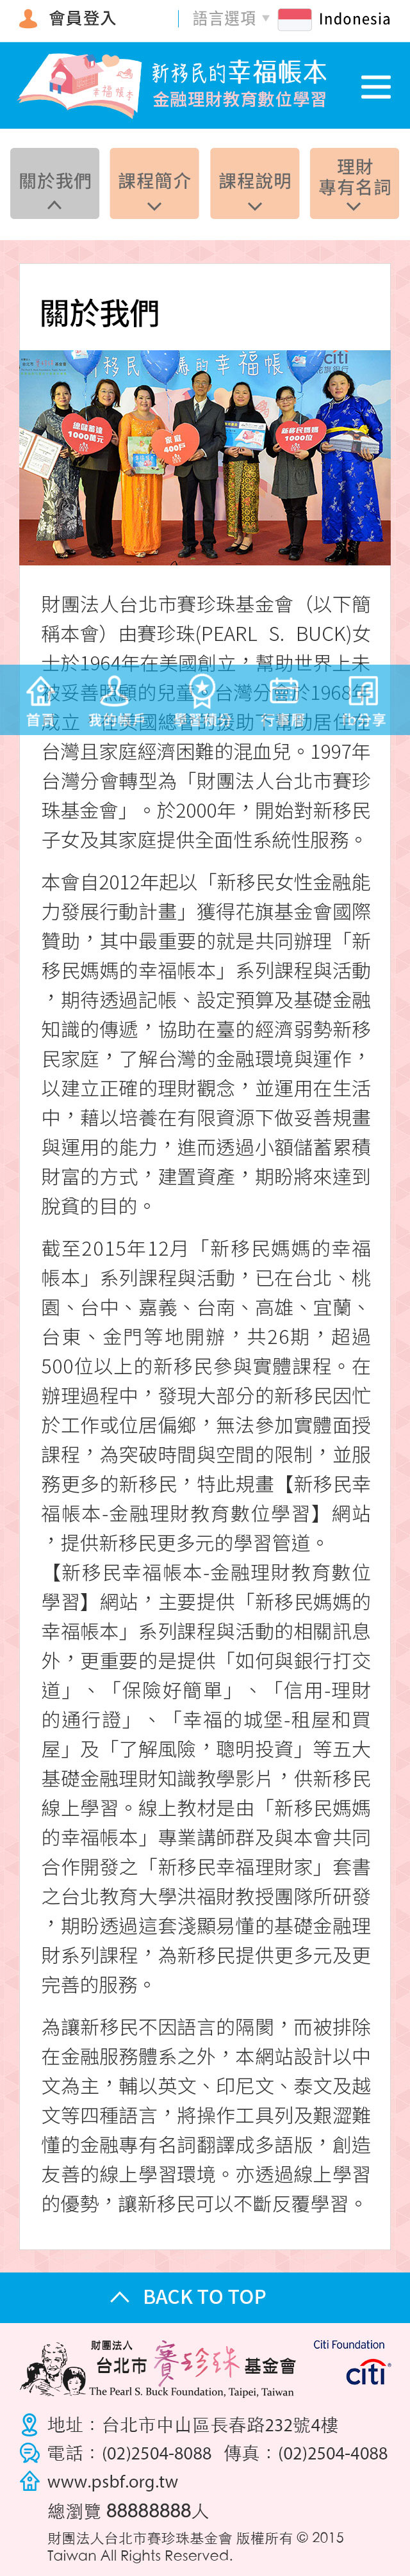 會員登入
語言選項
Indonesia
新移民的幸福帳本
金融理財教育數位學習
幸福帳本
關於我們
課程簡介
課程說明
理財
專有名詞
關於我們
citi
總儲蓄達
1000萬元
家庭
400戶
新移民媽媽
1000位
財團法人台北市賽珍珠基金會（以下簡
稱本會）由賽珍珠(PEARL S. BUCK)女
士於1964年在美國創立，幫助世界上未
被妥善照顧的兒童。台灣分會於1968年
台灣且家庭經濟困難的混血兒。1997年
台灣分會轉型為「財團法人台北市賽珍
珠基金會」。於2000年，開始對新移民
子女及其家庭提供全面性系統性服務。
首頁
我的帳戶
學習積分
行事曆
心分享
本會自2012年起以「新移民女性金融能
力發展行動計畫」獲得花旗基金會國際
贊助，其中最重要的就是共同辦理「新
移民媽媽的幸福帳本」系列課程與活動
，期待透過記帳、設定預算及基礎金融
知識的傳遞，協助在臺的經濟弱勢新移
民家庭，了解台灣的金融環境與運作，
以建立正確的理財觀念，並運用在生活
中，藉以培養在有限資源下做妥善規畫
與運用的能力，進而透過小額儲蓄累積
財富的方式，建置資產，期盼將來達到
脫貧的目的。
截至2015年12月「新移民媽媽的幸福
帳本」系列課程與活動，已在台北、桃
園、台中、嘉義、台南、高雄、宜蘭、
台東、金門等地開辦，共26期，超過
500位以上的新移民參與實體課程。在
辦理過程中，發現大部分的新移民因忙
於工作或位居偏鄉，無法參加實體面授
課程，為突破時間與空間的限制，並服
務更多的新移民，特此規畫【新移民幸
福帳本-金融理財教育數位學習】網站
，提供新移民更多元的學習管道。
【新移民幸福帳本-金融理財教育數位
學習】網站，主要提供「新移民媽媽的
幸福帳本」系列課程與活動的相關訊息
外，更重要的是提供「如何與銀行打交
道」、「保險好簡單」、「信用-理財
的通行證」、「幸福的城堡-租屋和買
屋」及「了解風險，聰明投資」等五大
基礎金融理財知識教學影片，供新移民
線上學習。線上教材是由「新移民媽媽
的幸福帳本」專業講師群及與本會共同
合作開發之「新移民幸福理財家」套書
之台北教育大學洪福財教授團隊所研發
，期盼透過這套淺顯易懂的基礎金融理
財系列課程，為新移民提供更多元及更
完善的服務。
為讓新移民不因語言的隔閡，而被排除
在金融服務體系之外，本網站設計以中
文為主，輔以英文、印尼文、泰文及越
文等四種語言，將操作工具列及艱澀難
懂的金融專有名詞翻譯成多語版，創造
友善的線上學習環境。亦透過線上學習
的優勢，讓新移民可以不斷反覆學習。
BACK TO TOP
財團法人
台北市賽珍珠基金會
The Pearl S. Buck Foundation, Taipei, Taiwan
Citi Foundation
citi
地址：台北市中山區長春路232號4樓
電話：(02)2504-8088 傳真：(02)2504-4088
www.psbf.org.tw
總瀏覽 88888888人
財團法人台北市賽珍珠基金會 版權所有 © 2015
Taiwan All Rights Reserved.